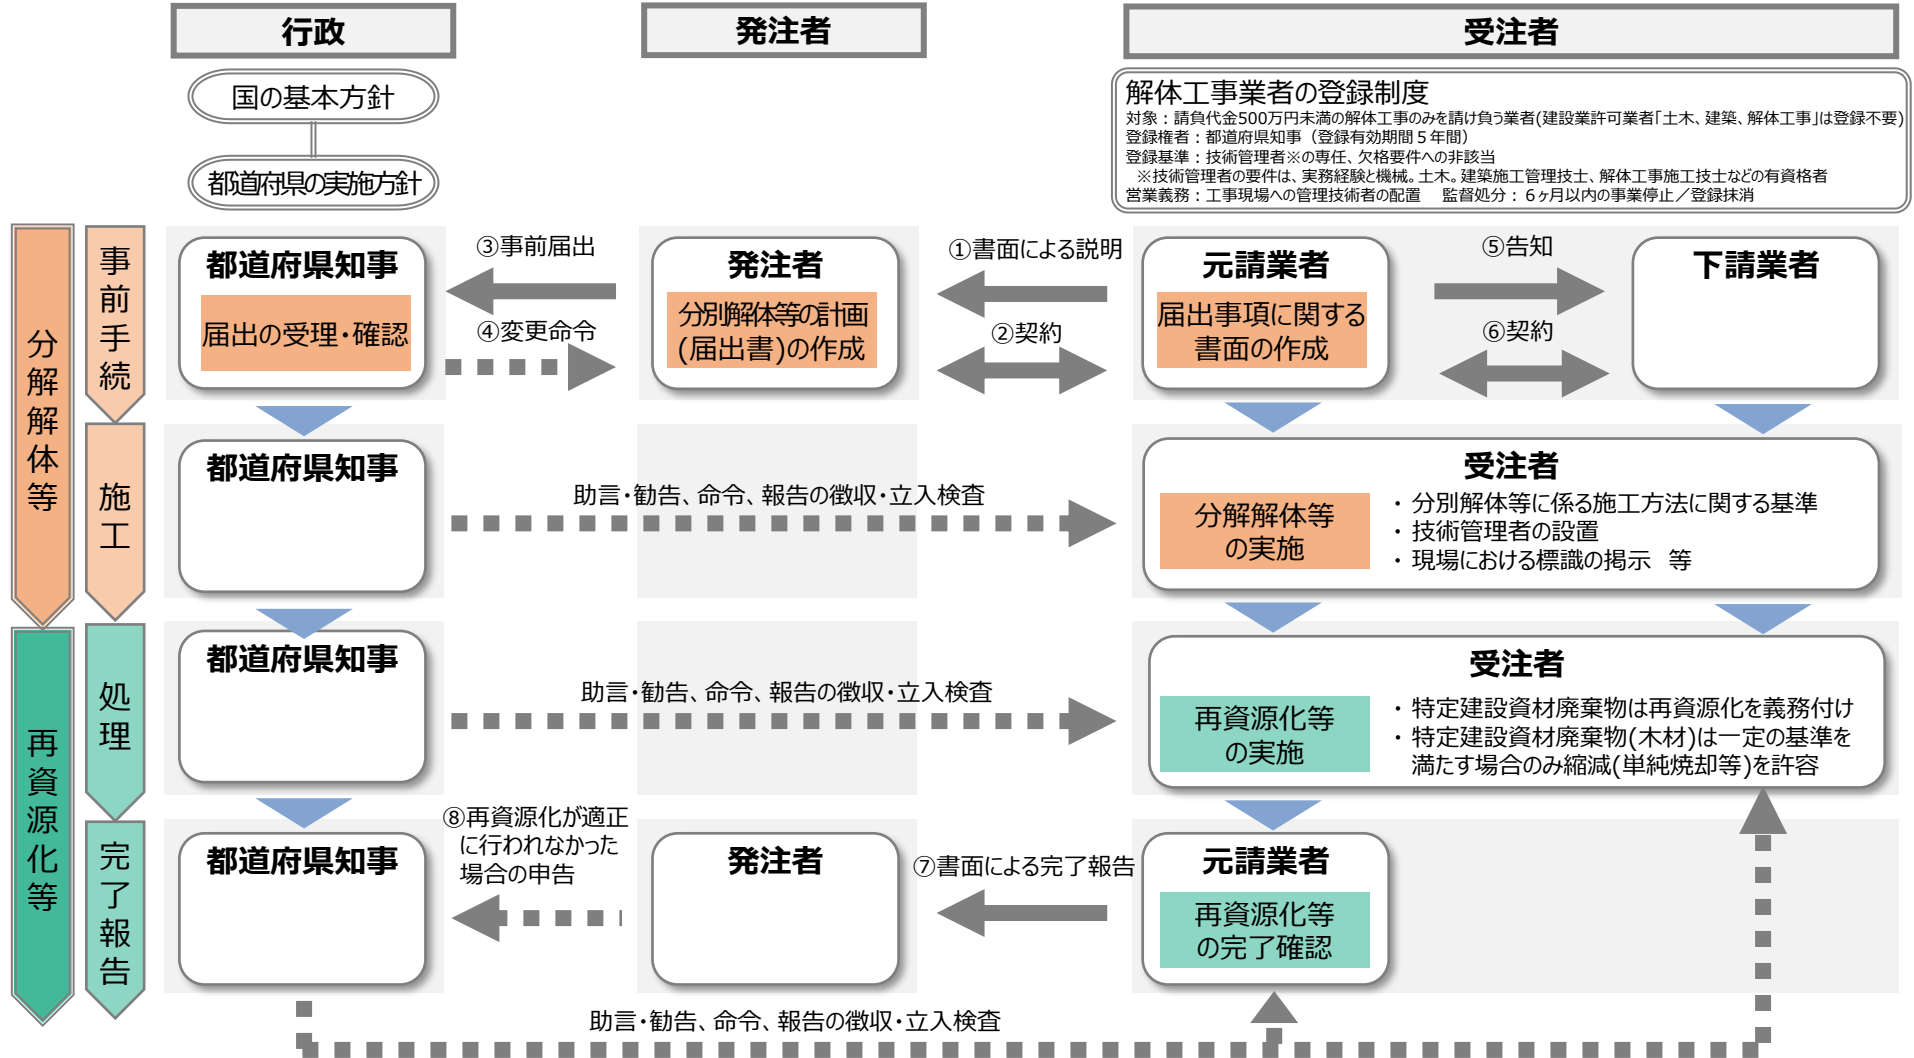 行政
発注者
受注者
国の基本方針
都道府県の実施方針
解体工事業者の登録制度
対象：請負代金500万円未満の解体工事のみを請け負う業者(建設業許可業者「土木、建築、解体工事」は登録不要)
登録権者：都道府県知事（登録有効期間５年間）
登録基準：技術管理者※の専任、欠格要件への非該当
※技術管理者の要件は、実務経験と機械。土木。建築施工管理技士、解体工事施工技士などの有資格者
営業義務：工事現場への管理技術者の配置　監督処分：６ヶ月以内の事業停止／登録抹消
分解解体等
事前手続
都道府県知事
届出の受理・確認
③事前届出
④変更命令
発注者
分別解体等の計画
(届出書)の作成
①書面による説明
②契約
元請業者
届出事項に関する
書面の作成
⑤告知
⑥契約
下請業者
施工
都道府県知事
助言・勧告、命令、報告の徴収・立入検査
受注者
分解解体等
の実施
・分別解体等に係る施工方法に関する基準
・技術管理者の設置
・現場における標識の掲示　等
再資源化等
処理
都道府県知事
助言・勧告、命令、報告の徴収・立入検査
受注者
再資源化等
の実施
・特定建設資材廃棄物は再資源化を義務付け
・特定建設資材廃棄物(木材)は一定の基準を
満たす場合のみ縮減(単純焼却等)を許容
完了報告
都道府県知事
⑧再資源化が適正
に行われなかった
場合の申告
発注者
⑦書面による完了報告
元請業者
再資源化等
の完了確認
助言・勧告、命令、報告の徴収・立入検査